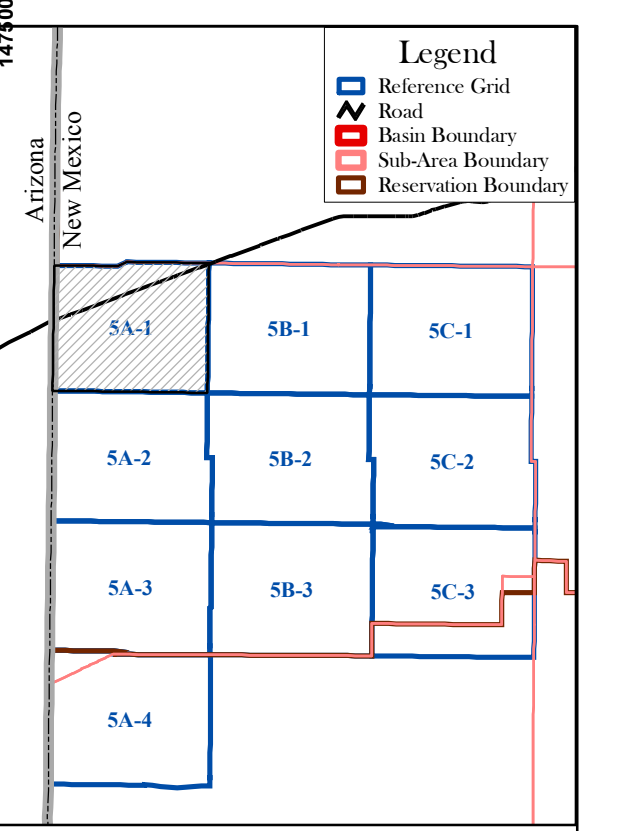 147500
Legend
Reference Grid
Road
Basin Boundary
Sub-Area Boundary
Reservation Boundary
Arizona
New Mexico
5A-1
5B-1
5C-1
5A-2
5B-2
5C-2
5A-3
5B-3
5C-3
5A-4